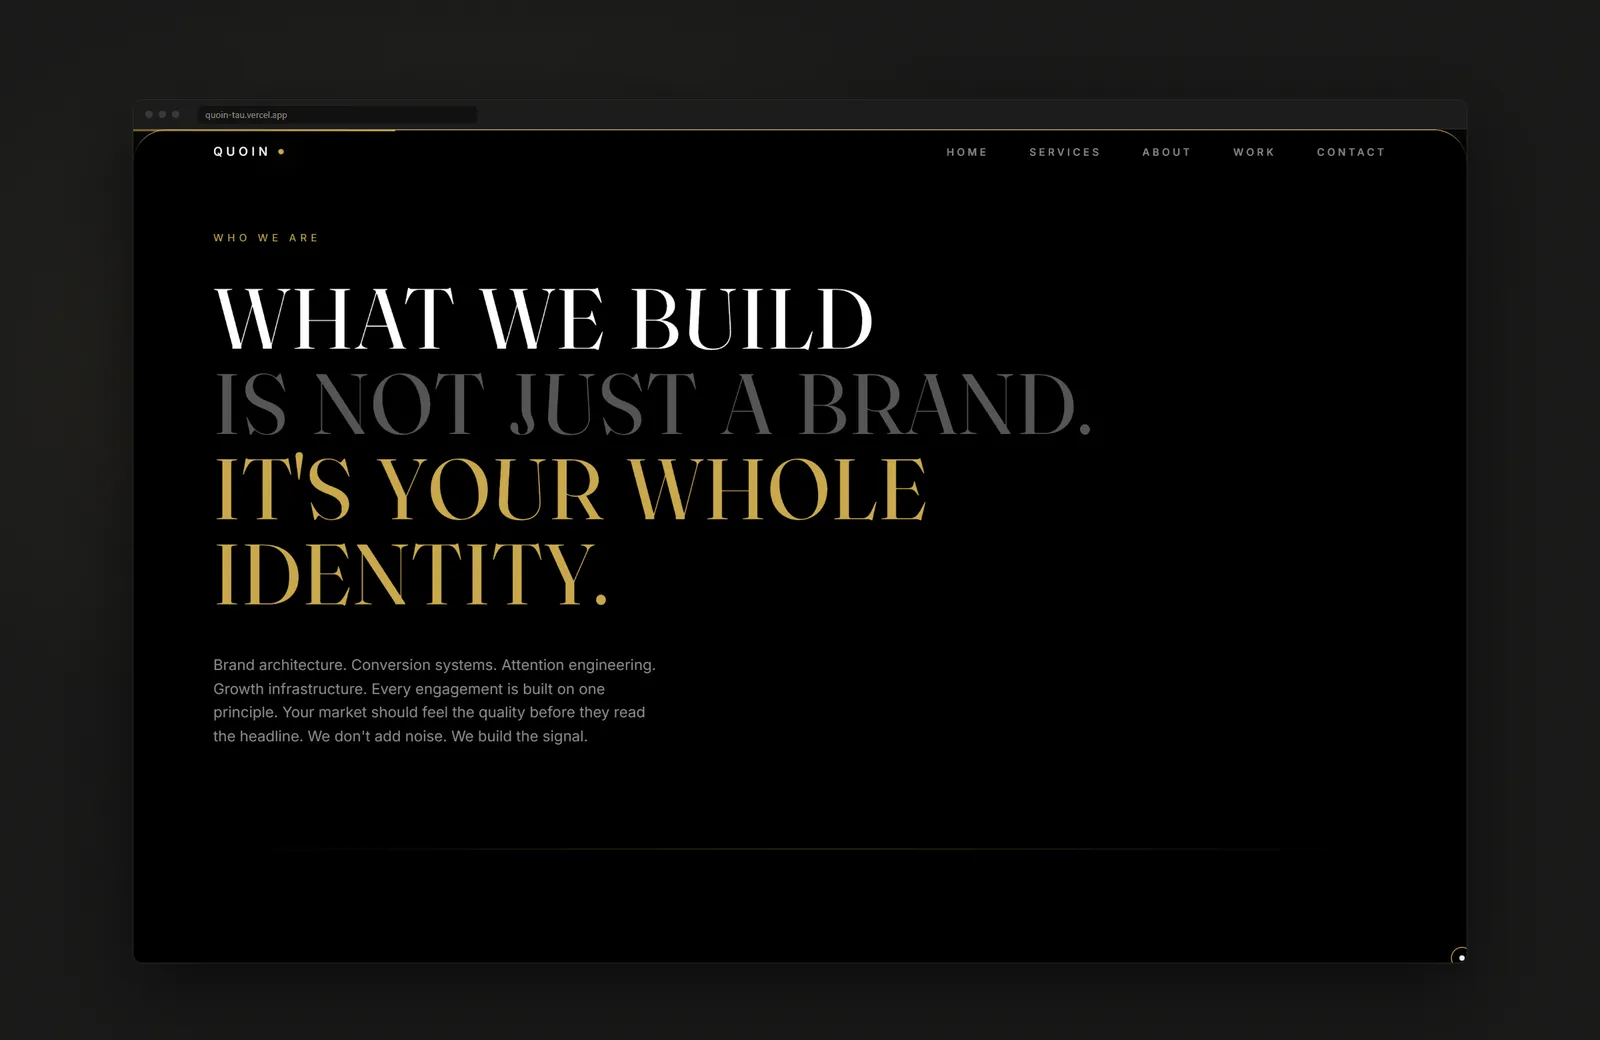 quoin-tau.vercel.app
QUOIN
HOME SERVICES ABOUT WORK CONTACT
WHO WE ARE
WHAT WE BUILD
IS NOT JUST A BRAND.
IT'S YOUR WHOLE
IDENTITY.
Brand architecture. Conversion systems. Attention engineering.
Growth infrastructure. Every engagement is built on one
principle. Your market should feel the quality before they read
the headline. We don't add noise. We build the signal.